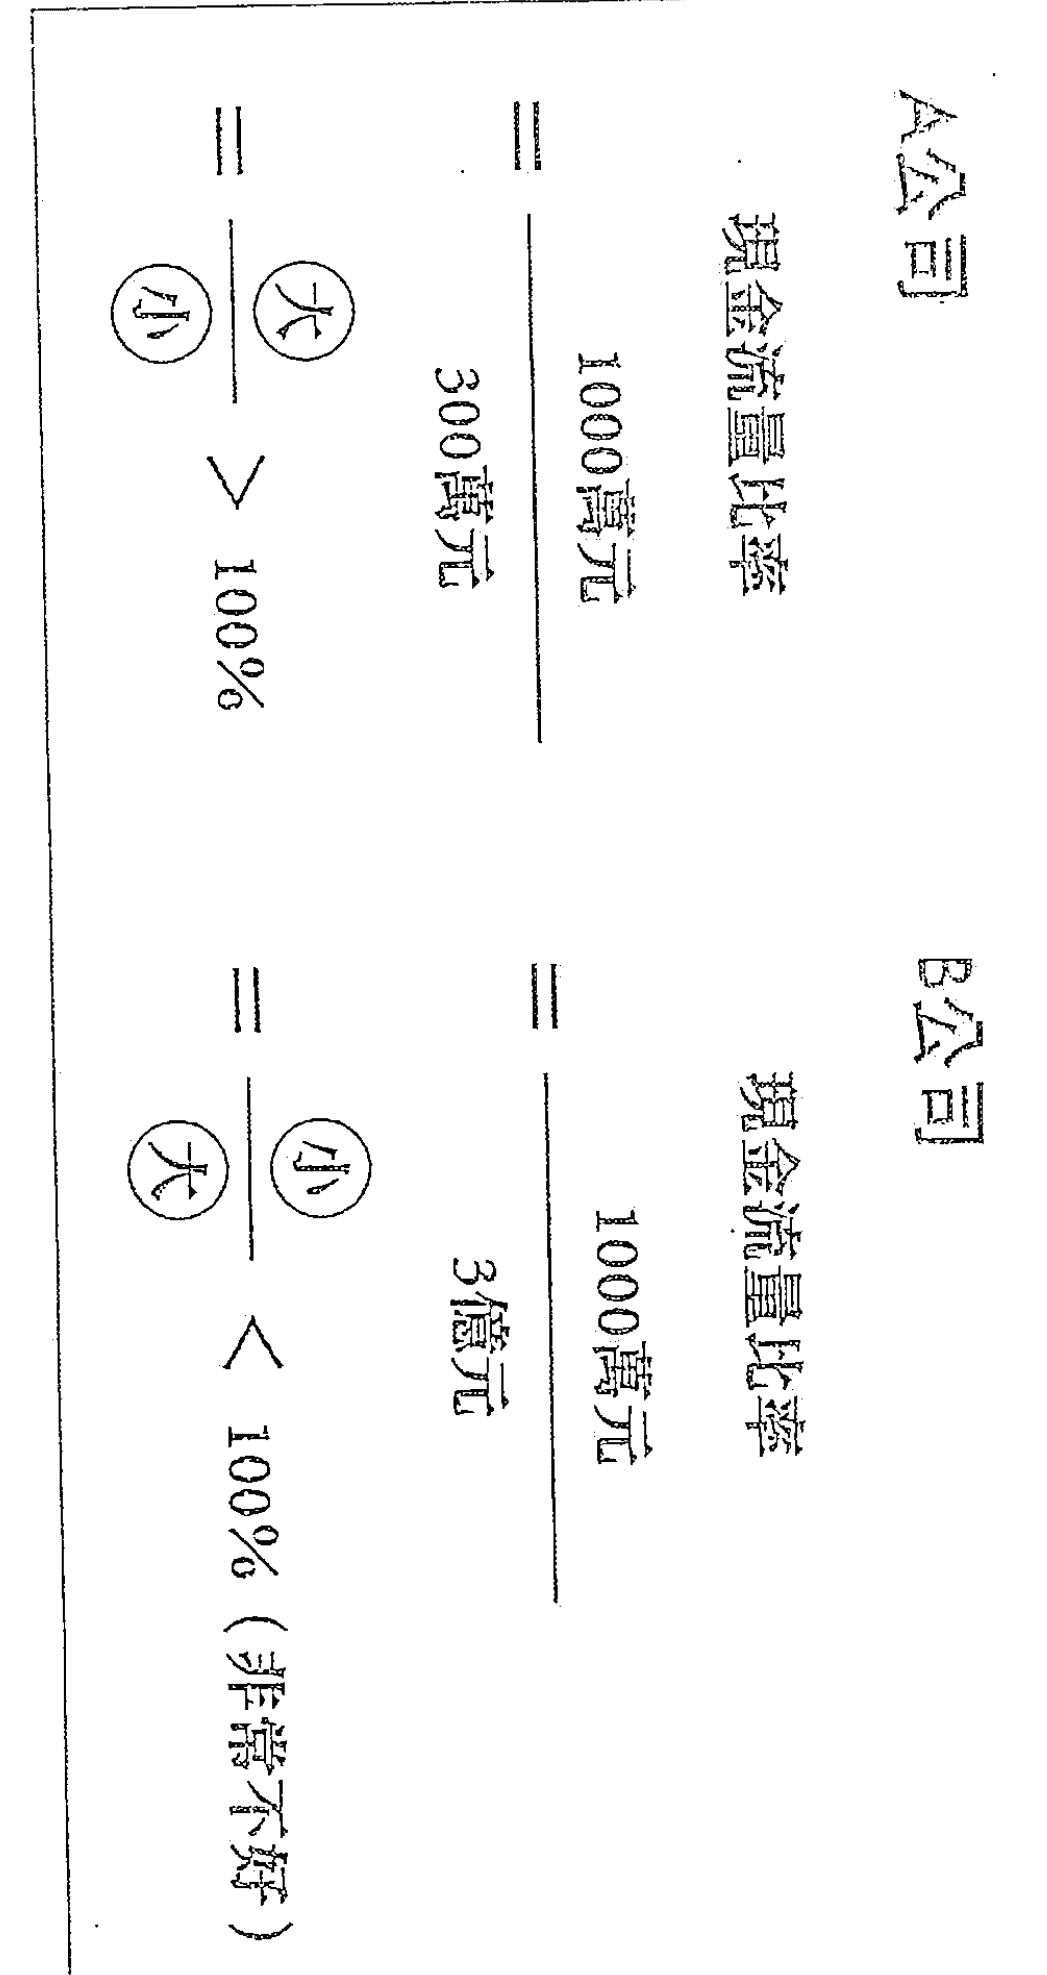 A公司
現金流量比率
= 1000萬元
300萬元
= 大
小
> 100%
B公司
現金流量比率
= 1000萬元
3億元
= 小
大
< 100%（非常不好）